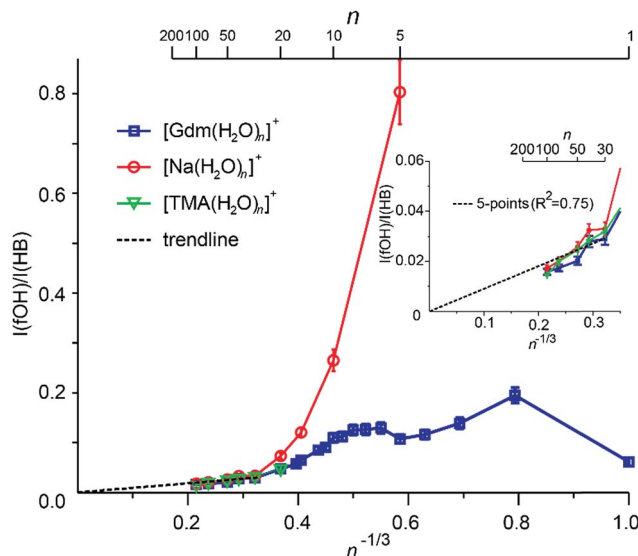 n
200 100 50 20 10 5 1
0.8
0.6
0.4
0.2
0.0
I(fOH)/I(HB)
[Gdm(H₂O)ₙ]⁺
[Na(H₂O)ₙ]⁺
[TMA(H₂O)ₙ]⁺
trendline
n
200 100 50 30
0.06
0.04
0.02
0.00
I(fOH)/I(HB)
5-points (R²=0.75)
0.1 0.2 0.3
n⁻¹/³
0.2 0.4 0.6 0.8 1.0
n⁻¹/³